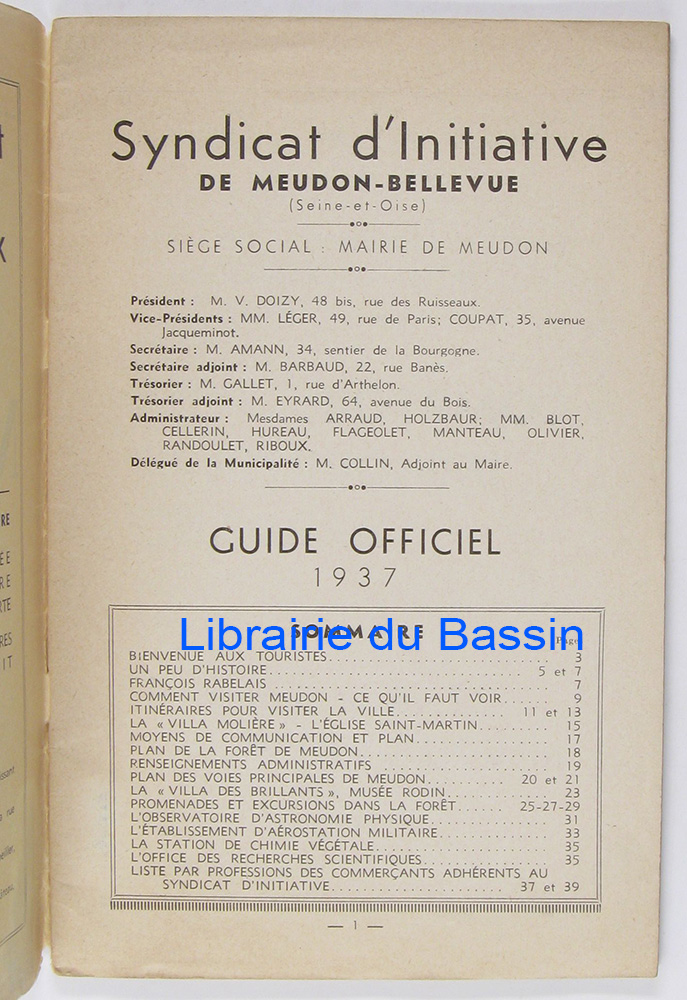 Syndicat d'Initiative
DE MEUDON-BELLEVUE
(Seine-et-Oise)
SIÈGE SOCIAL : MAIRIE DE MEUDON
Président : M. V. DOIZY, 48 bis, rue des Ruisseaux.
Vice-Présidents : MM. LÉGER, 49, rue de Paris; COUPAT, 35, avenue
Jacqueminot.
Secrétaire : M. AMANN, 34, sentier de la Bourgogne.
Secrétaire adjoint : M. BARBAUD, 22, rue Banès.
Trésorier : M. GALLET, 1, rue d'Arthelon.
Trésorier adjoint : M. EYRARD, 64, avenue du Bois.
Administrateur : Mesdames ARRAUD, HOLZBAUR; MM. BLOT,
CELLERIN, HUREAU, FLAGEOLET, MANTEAU, OLIVIER,
RANDOULET, RIBOUX.
Délégué de la Municipalité : M. COLLIN, Adjoint au Maire.
GUIDE OFFICIEL
1937
SOMMAIRE
Librairie du Bassin
Page
BIENVENUE AUX TOURISTES 3
UN PEU D'HISTOIRE 5 et 7
FRANÇOIS RABELAIS 7
COMMENT VISITER MEUDON - CE QU'IL FAUT VOIR 9
ITINÉRAIRES POUR VISITER LA VILLE 11 et 13
LA « VILLA MOLIÈRE » - L'ÉGLISE SAINT-MARTIN 15
MOYENS DE COMMUNICATION ET PLAN 17
PLAN DE LA FORÊT DE MEUDON 18
RENSEIGNEMENTS ADMINISTRATIFS 19
PLAN DES VOIES PRINCIPALES DE MEUDON 20 et 21
LA « VILLA DES BRILLANTS », MUSÉE RODIN 23
PROMENADES ET EXCURSIONS DANS LA FORÊT 25-27-29
L'OBSERVATOIRE D'ASTRONOMIE PHYSIQUE 31
L'ÉTABLISSEMENT D'AÉROSTATION MILITAIRE 33
LA STATION DE CHIMIE VÉGÉTALE 35
L'OFFICE DES RECHERCHES SCIENTIFIQUES 35
LISTE PAR PROFESSIONS DES COMMERÇANTS ADHÉRENTS AU
SYNDICAT D'INITIATIVE 37 et 39
— 1 —